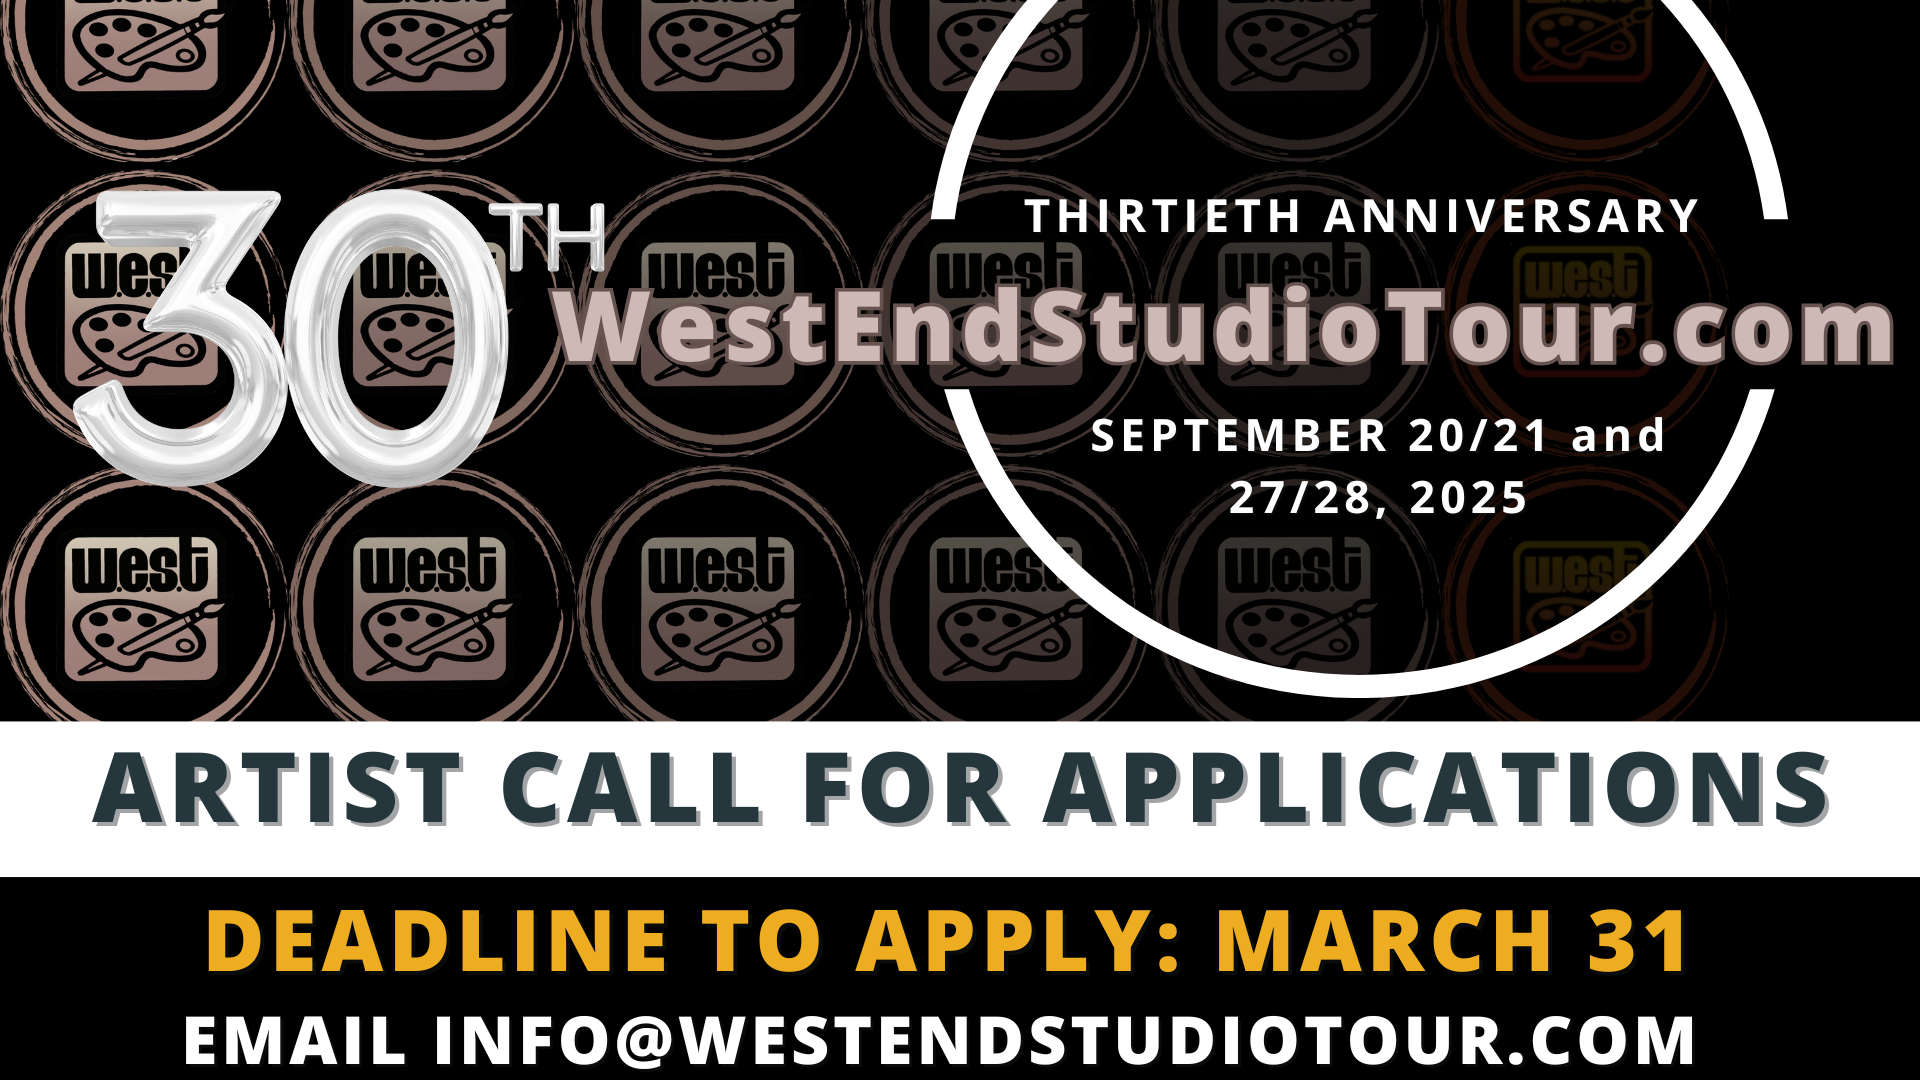 30TH
THIRTIETH ANNIVERSARY
WestEndStudioTour.com
SEPTEMBER 20/21 and
27/28, 2025
w.e.s.t
w.e.s.t
w.e.s.t
w.e.s.t
w.e.s.t
w.e.s.t
w.e.s.t
w.e.s.t
w.e.s.t
w.e.s.t
w.e.s.t
w.e.s.t
ARTIST CALL FOR APPLICATIONS
DEADLINE TO APPLY: MARCH 31
EMAIL INFO@WESTENDSTUDIOTOUR.COM